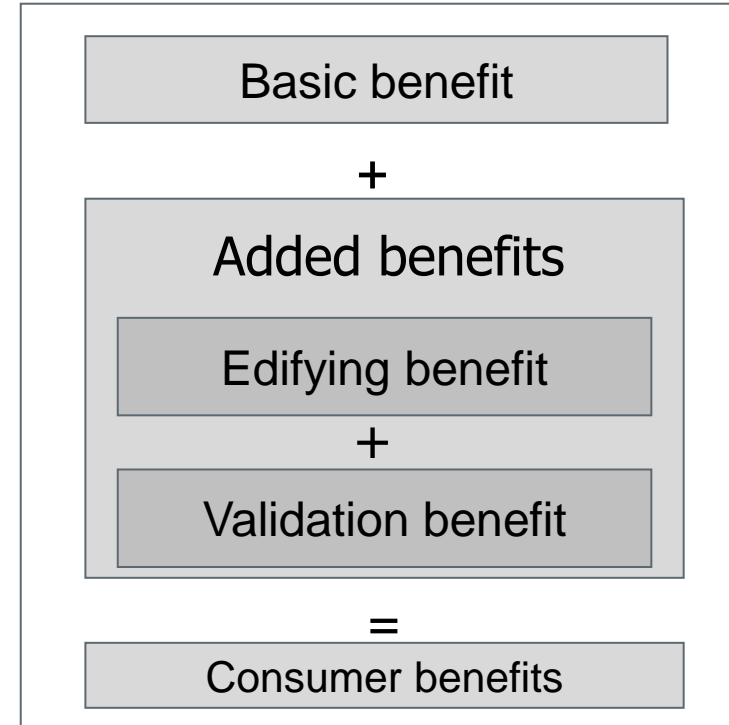 Basic benefit
+
Added benefits
Edifying benefit
+
Validation benefit
=
Consumer benefits